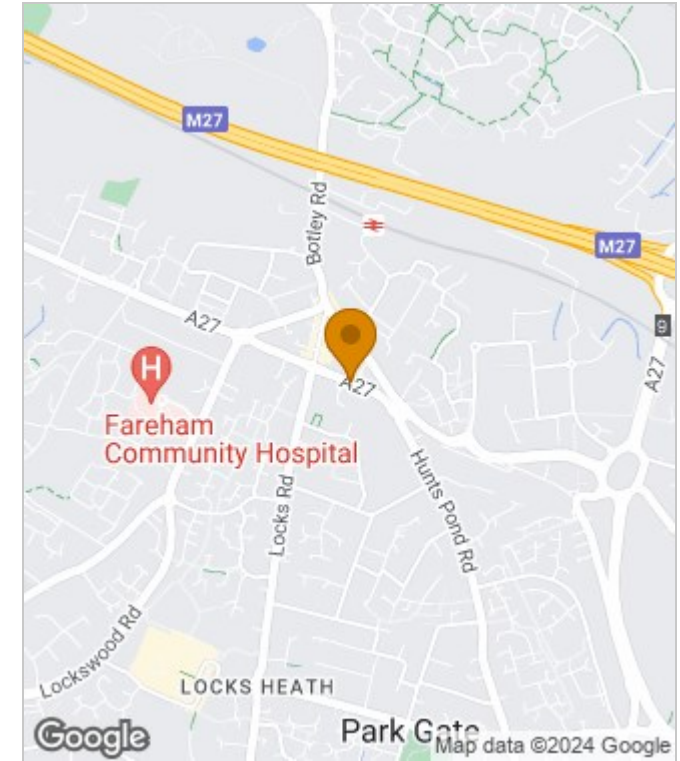 M27
Botley Rd
M27
A27
9
A27
A27
H
Fareham
Community Hospital
Hunts Pond Rd
Locks Rd
Lockswood Rd
LOCKS HEATH
Park Gate
Google
Map data ©2024 Google